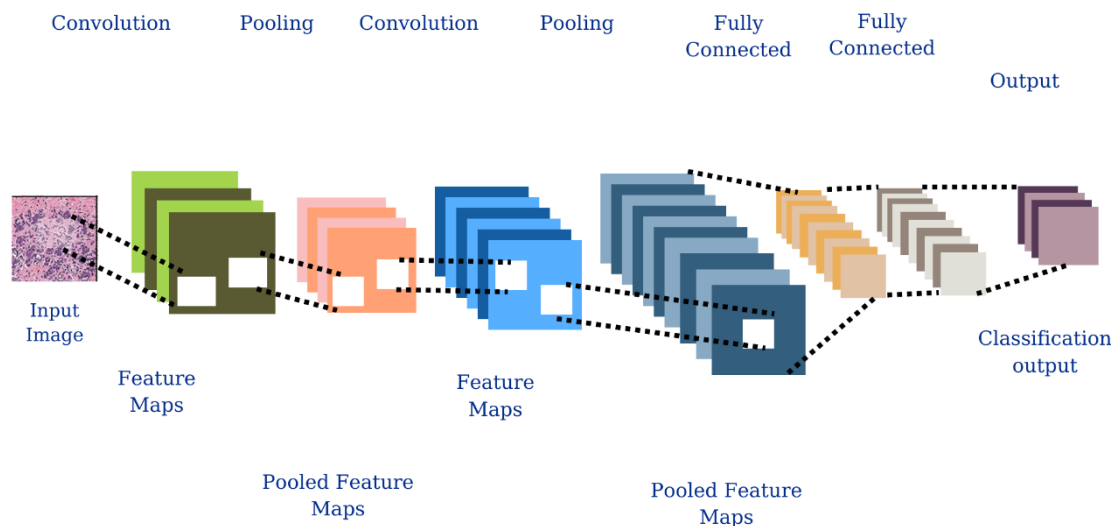 Convolution
Pooling
Convolution
Pooling
Fully
Connected
Fully
Connected
Output
Input
Image
Feature
Maps
Pooled Feature
Maps
Feature
Maps
Pooled Feature
Maps
Classification
output